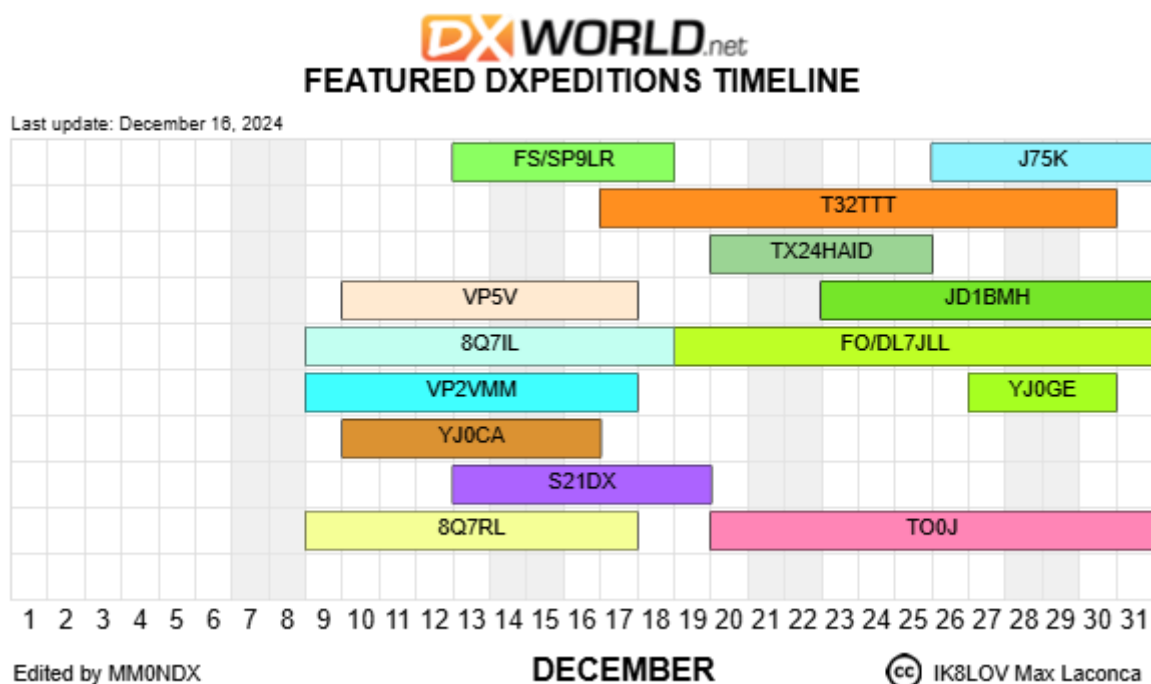 DX WORLD.net
FEATURED DXPEDITIONS TIMELINE
Last update: December 16, 2024
FS/SP9LR J75K
T32TTT
TX24HAID
VP5V JD1BMH
8Q7IL FO/DL7JLL
VP2VMM YJ0GE
YJ0CA
S21DX
8Q7RL TO0J
1 2 3 4 5 6 7 8 9 10 11 12 13 14 15 16 17 18 19 20 21 22 23 24 25 26 27 28 29 30 31
Edited by MM0NDX DECEMBER cc IK8LOV Max Laconca